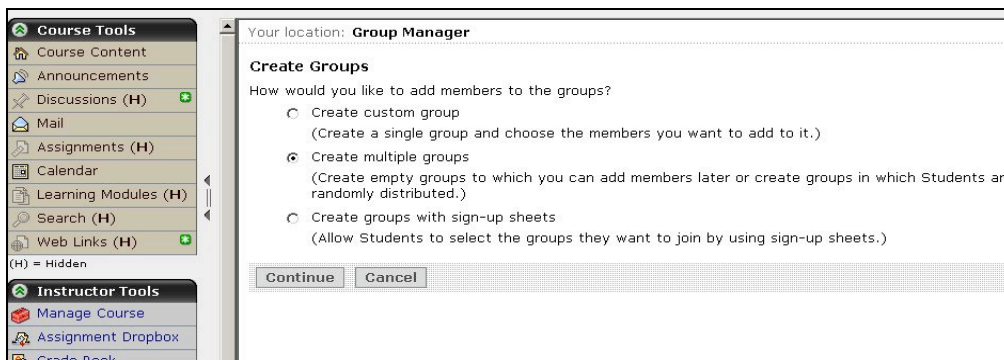 Course Tools
Course Content
Announcements
Discussions (H)
Mail
Assignments (H)
Calendar
Learning Modules (H)
Search (H)
Web Links (H)
(H) = Hidden
Instructor Tools
Manage Course
Assignment Dropbox
Grade Book
Your location: Group Manager
Create Groups
How would you like to add members to the groups?
Create custom group
(Create a single group and choose the members you want to add to it.)
Create multiple groups
(Create empty groups to which you can add members later or create groups in which Students ar
randomly distributed.)
Create groups with sign-up sheets
(Allow Students to select the groups they want to join by using sign-up sheets.)
Continue Cancel